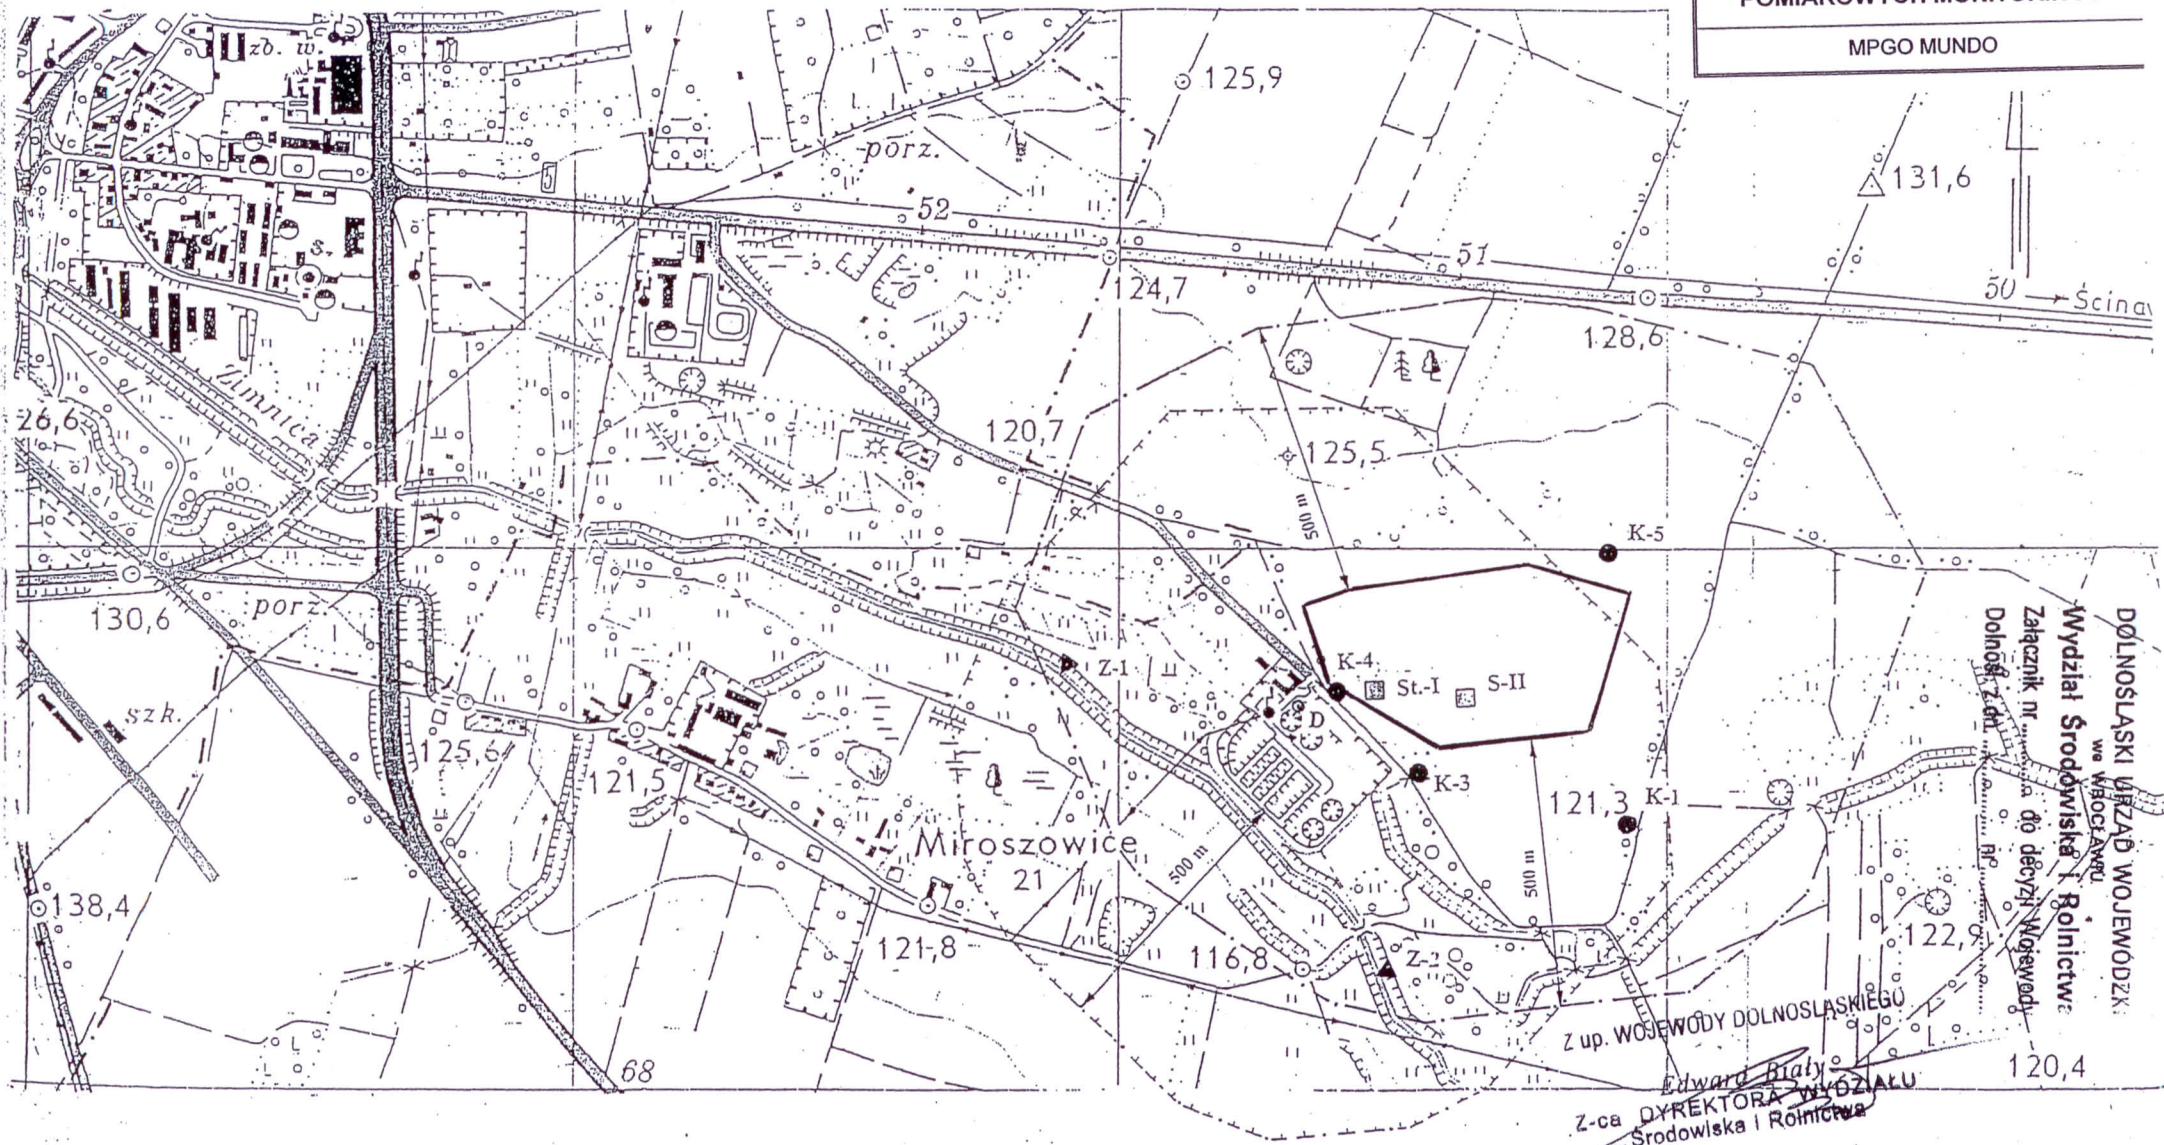 MPGO MUNDO
zb. w.
125,9
porz.
131,6
52
51
50
124,7
128,6
Zimnica
26,6
120,7
125,5
500 m
K-5
130,6
porz.
szk.
Z-1
K-4
St.-I
S-II
D
125,6
121,5
K-3
121,3
K-1
Miroszowice
21
500 m
500 m
138,4
121,8
116,8
Z-2
122,9
68
120,4
DOLNOŚLĄSKI URZĄD WOJEWÓDZK
we WROCŁAWIU
Wydział Środowiska i Rolnictwa
Załącznik nr do decyzji Wojewody
Z up. WOJEWODY DOLNOŚLĄSKIEGO
Edward Biały
Z-ca DYREKTORA WYDZIAŁU
Środowiska i Rolnictwa